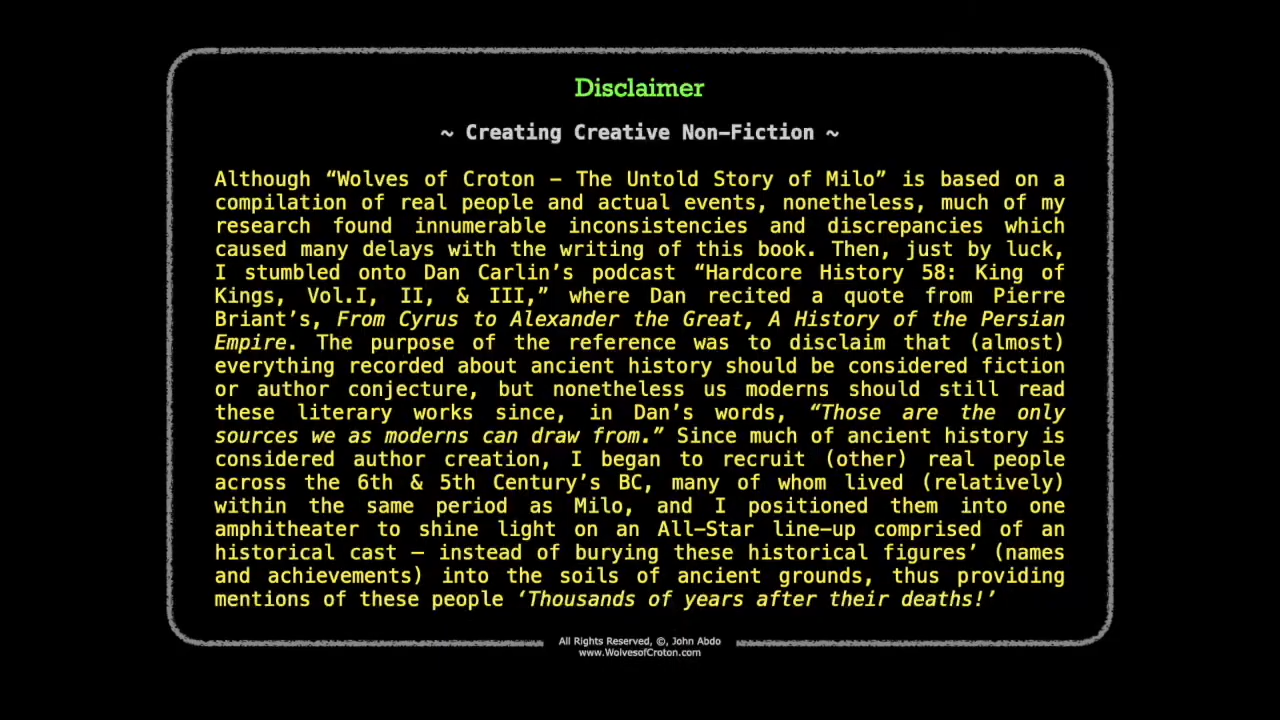 Disclaimer
~ Creating Creative Non-Fiction ~
Although “Wolves of Croton – The Untold Story of Milo” is based on a
compilation of real people and actual events, nonetheless, much of my
research found innumerable inconsistencies and discrepancies which
caused many delays with the writing of this book. Then, just by luck,
I stumbled onto Dan Carlin’s podcast “Hardcore History 58: King of
Kings, Vol.I, II, & III,” where Dan recited a quote from Pierre
Briant’s, From Cyrus to Alexander the Great, A History of the Persian
Empire. The purpose of the reference was to disclaim that (almost)
everything recorded about ancient history should be considered fiction
or author conjecture, but nonetheless us moderns should still read
these literary works since, in Dan’s words, “Those are the only
sources we as moderns can draw from.” Since much of ancient history is
considered author creation, I began to recruit (other) real people
across the 6th & 5th Century’s BC, many of whom lived (relatively)
within the same period as Milo, and I positioned them into one
amphitheater to shine light on an All-Star line-up comprised of an
historical cast – instead of burying these historical figures’ (names
and achievements) into the soils of ancient grounds, thus providing
mentions of these people ‘Thousands of years after their deaths!’
All Rights Reserved, ©, John Abdo
www.WolvesofCroton.com